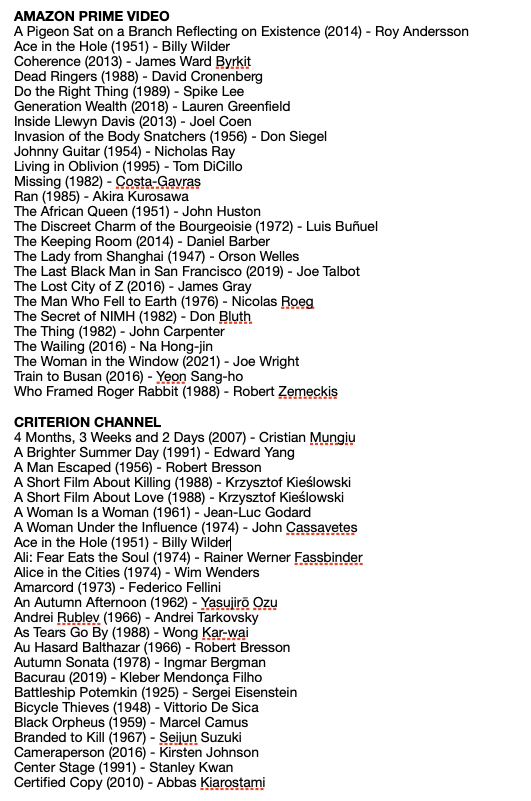 AMAZON PRIME VIDEO
A Pigeon Sat on a Branch Reflecting on Existence (2014) - Roy Andersson
Ace in the Hole (1951) - Billy Wilder
Coherence (2013) - James Ward Byrkit
Dead Ringers (1988) - David Cronenberg
Do the Right Thing (1989) - Spike Lee
Generation Wealth (2018) - Lauren Greenfield
Inside Llewyn Davis (2013) - Joel Coen
Invasion of the Body Snatchers (1956) - Don Siegel
Johnny Guitar (1954) - Nicholas Ray
Living in Oblivion (1995) - Tom DiCillo
Missing (1982) - Costa-Gavras
Ran (1985) - Akira Kurosawa
The African Queen (1951) - John Huston
The Discreet Charm of the Bourgeoisie (1972) - Luis Buñuel
The Keeping Room (2014) - Daniel Barber
The Lady from Shanghai (1947) - Orson Welles
The Last Black Man in San Francisco (2019) - Joe Talbot
The Lost City of Z (2016) - James Gray
The Man Who Fell to Earth (1976) - Nicolas Roeg
The Secret of NIMH (1982) - Don Bluth
The Thing (1982) - John Carpenter
The Wailing (2016) - Na Hong-jin
The Woman in the Window (2021) - Joe Wright
Train to Busan (2016) - Yeon Sang-ho
Who Framed Roger Rabbit (1988) - Robert Zemeckis
CRITERION CHANNEL
4 Months, 3 Weeks and 2 Days (2007) - Cristian Mungiu
A Brighter Summer Day (1991) - Edward Yang
A Man Escaped (1956) - Robert Bresson
A Short Film About Killing (1988) - Krzysztof Kieślowski
A Short Film About Love (1988) - Krzysztof Kieślowski
A Woman Is a Woman (1961) - Jean-Luc Godard
A Woman Under the Influence (1974) - John Cassavetes
Ace in the Hole (1951) - Billy Wilder
Ali: Fear Eats the Soul (1974) - Rainer Werner Fassbinder
Alice in the Cities (1974) - Wim Wenders
Amarcord (1973) - Federico Fellini
An Autumn Afternoon (1962) - Yasujirō Ozu
Andrei Rublev (1966) - Andrei Tarkovsky
As Tears Go By (1988) - Wong Kar-wai
Au Hasard Balthazar (1966) - Robert Bresson
Autumn Sonata (1978) - Ingmar Bergman
Bacurau (2019) - Kleber Mendonça Filho
Battleship Potemkin (1925) - Sergei Eisenstein
Bicycle Thieves (1948) - Vittorio De Sica
Black Orpheus (1959) - Marcel Camus
Branded to Kill (1967) - Seijun Suzuki
Cameraperson (2016) - Kirsten Johnson
Center Stage (1991) - Stanley Kwan
Certified Copy (2010) - Abbas Kiarostami